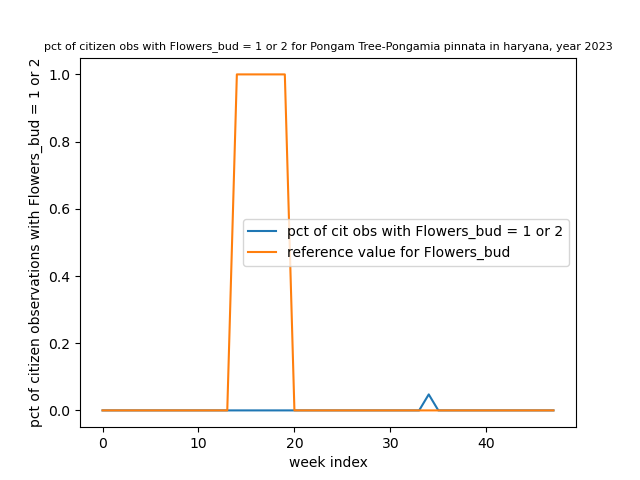 pct of citizen obs with Flowers_bud = 1 or 2 for Pongam Tree-Pongamia pinnata in haryana, year 2023
pct of citizen observations with Flowers_bud = 1 or 2
1.0
0.8
0.6
0.4
0.2
0.0
pct of cit obs with Flowers_bud = 1 or 2
reference value for Flowers_bud
0 10 20 30 40
week index